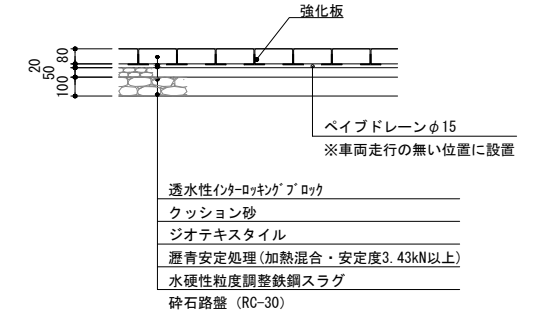 強化板
80
20
50
100
ペイブドレーンφ15
※車両走行の無い位置に設置
透水性ｲﾝﾀｰﾛｯｷﾝｸﾞﾌﾞﾛｯｸ
クッション砂
ジオテキスタイル
瀝青安定処理(加熱混合・安定度3.43kN以上)
水硬性粒度調整鉄鋼スラグ
砕石路盤 (RC-30)